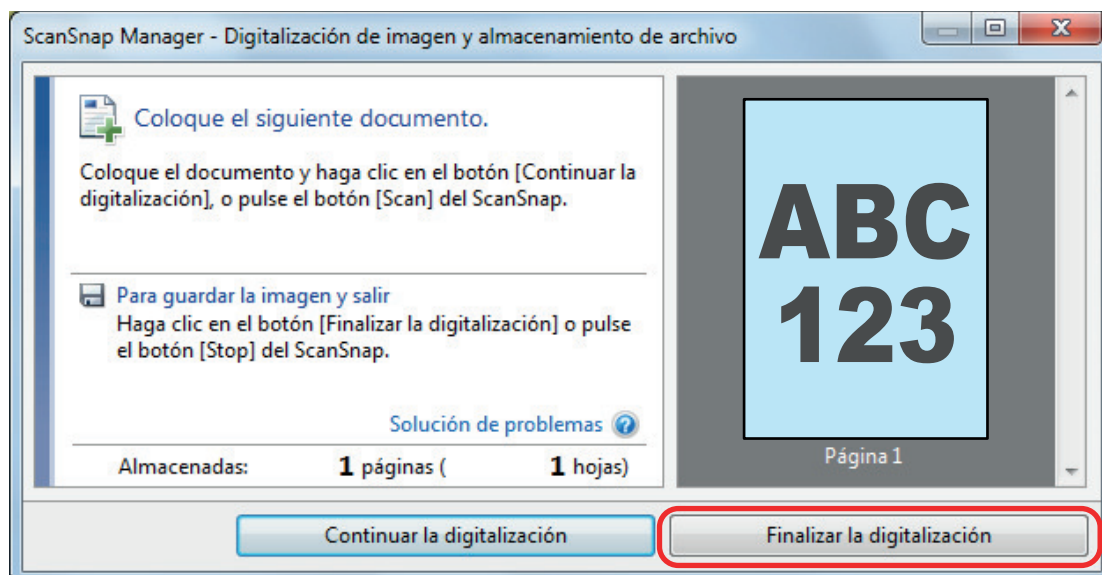 ScanSnap Manager - Digitalización de imagen y almacenamiento de archivo
Coloque el siguiente documento.
Coloque el documento y haga clic en el botón [Continuar la
digitalización], o pulse el botón [Scan] del ScanSnap.
Para guardar la imagen y salir
Haga clic en el botón [Finalizar la digitalización] o pulse
el botón [Stop] del ScanSnap.
Solución de problemas ?
Almacenadas: 1 páginas ( 1 hojas)
ABC
123
Página 1
Continuar la digitalización
Finalizar la digitalización